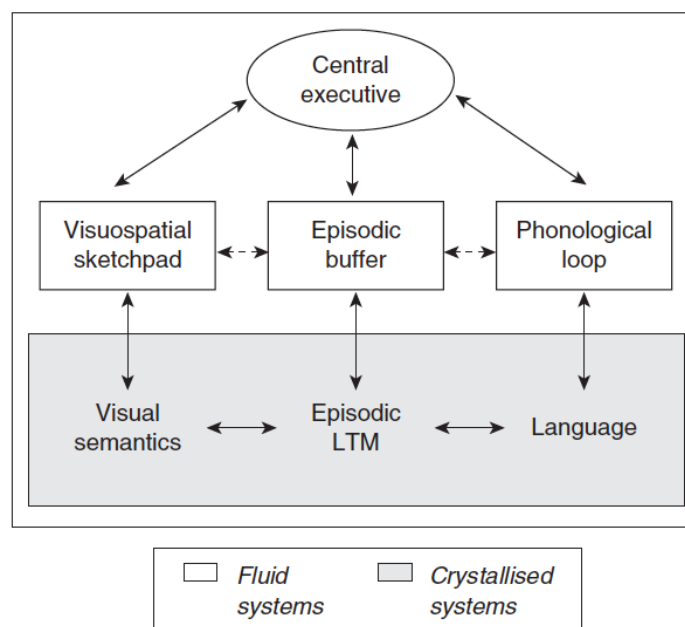 Central
executive
Visuospatial
sketchpad
Episodic
buffer
Phonological
loop
Visual
semantics
Episodic
LTM
Language
Fluid
systems
Crystallised
systems